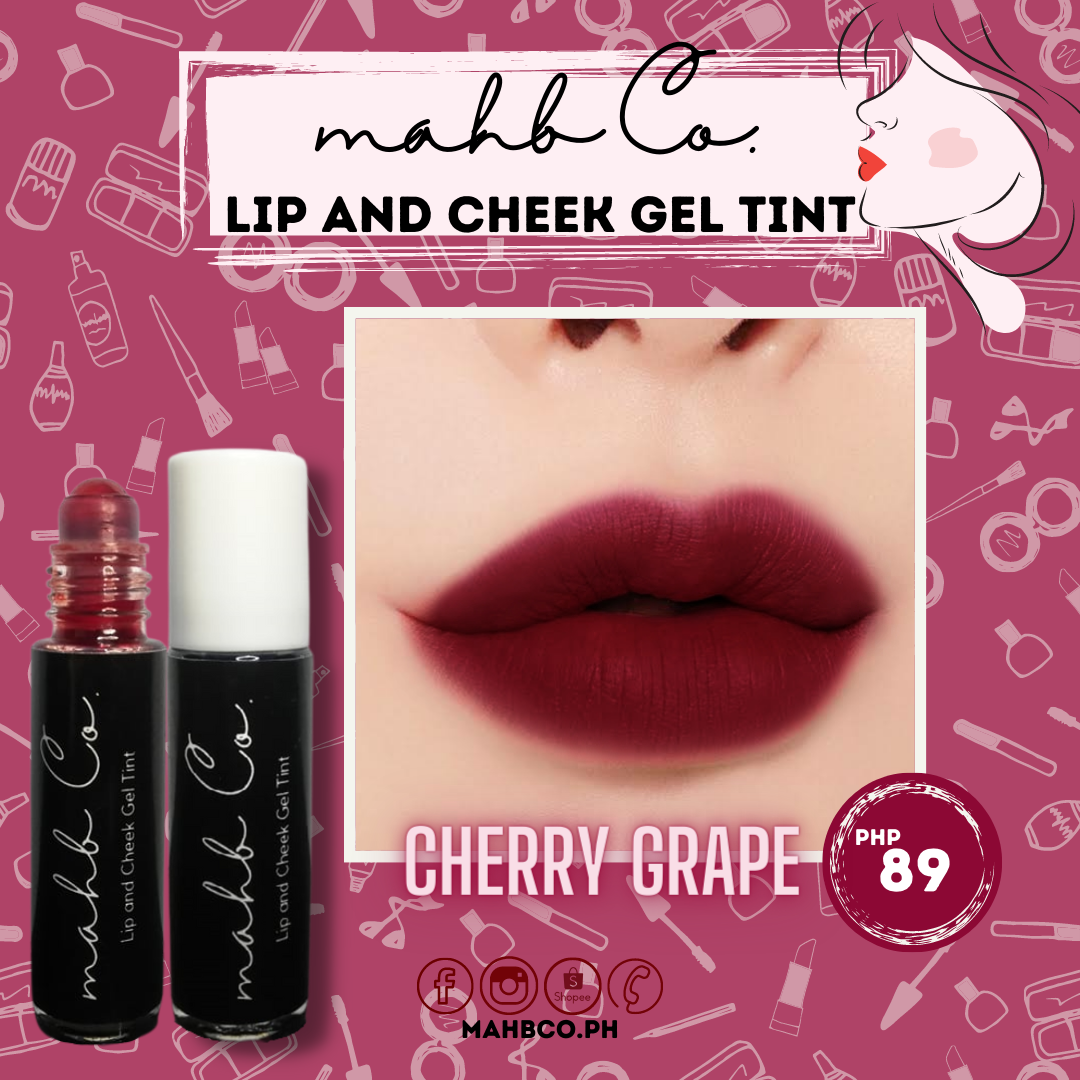 mahb Co.
LIP AND CHEEK GEL TINT
mahb Co.
Lip and Cheek Gel Tint
mahb Co.
Lip and Cheek Gel Tint
CHERRY GRAPE
PHP
89
Shopee
MAHBCO.PH